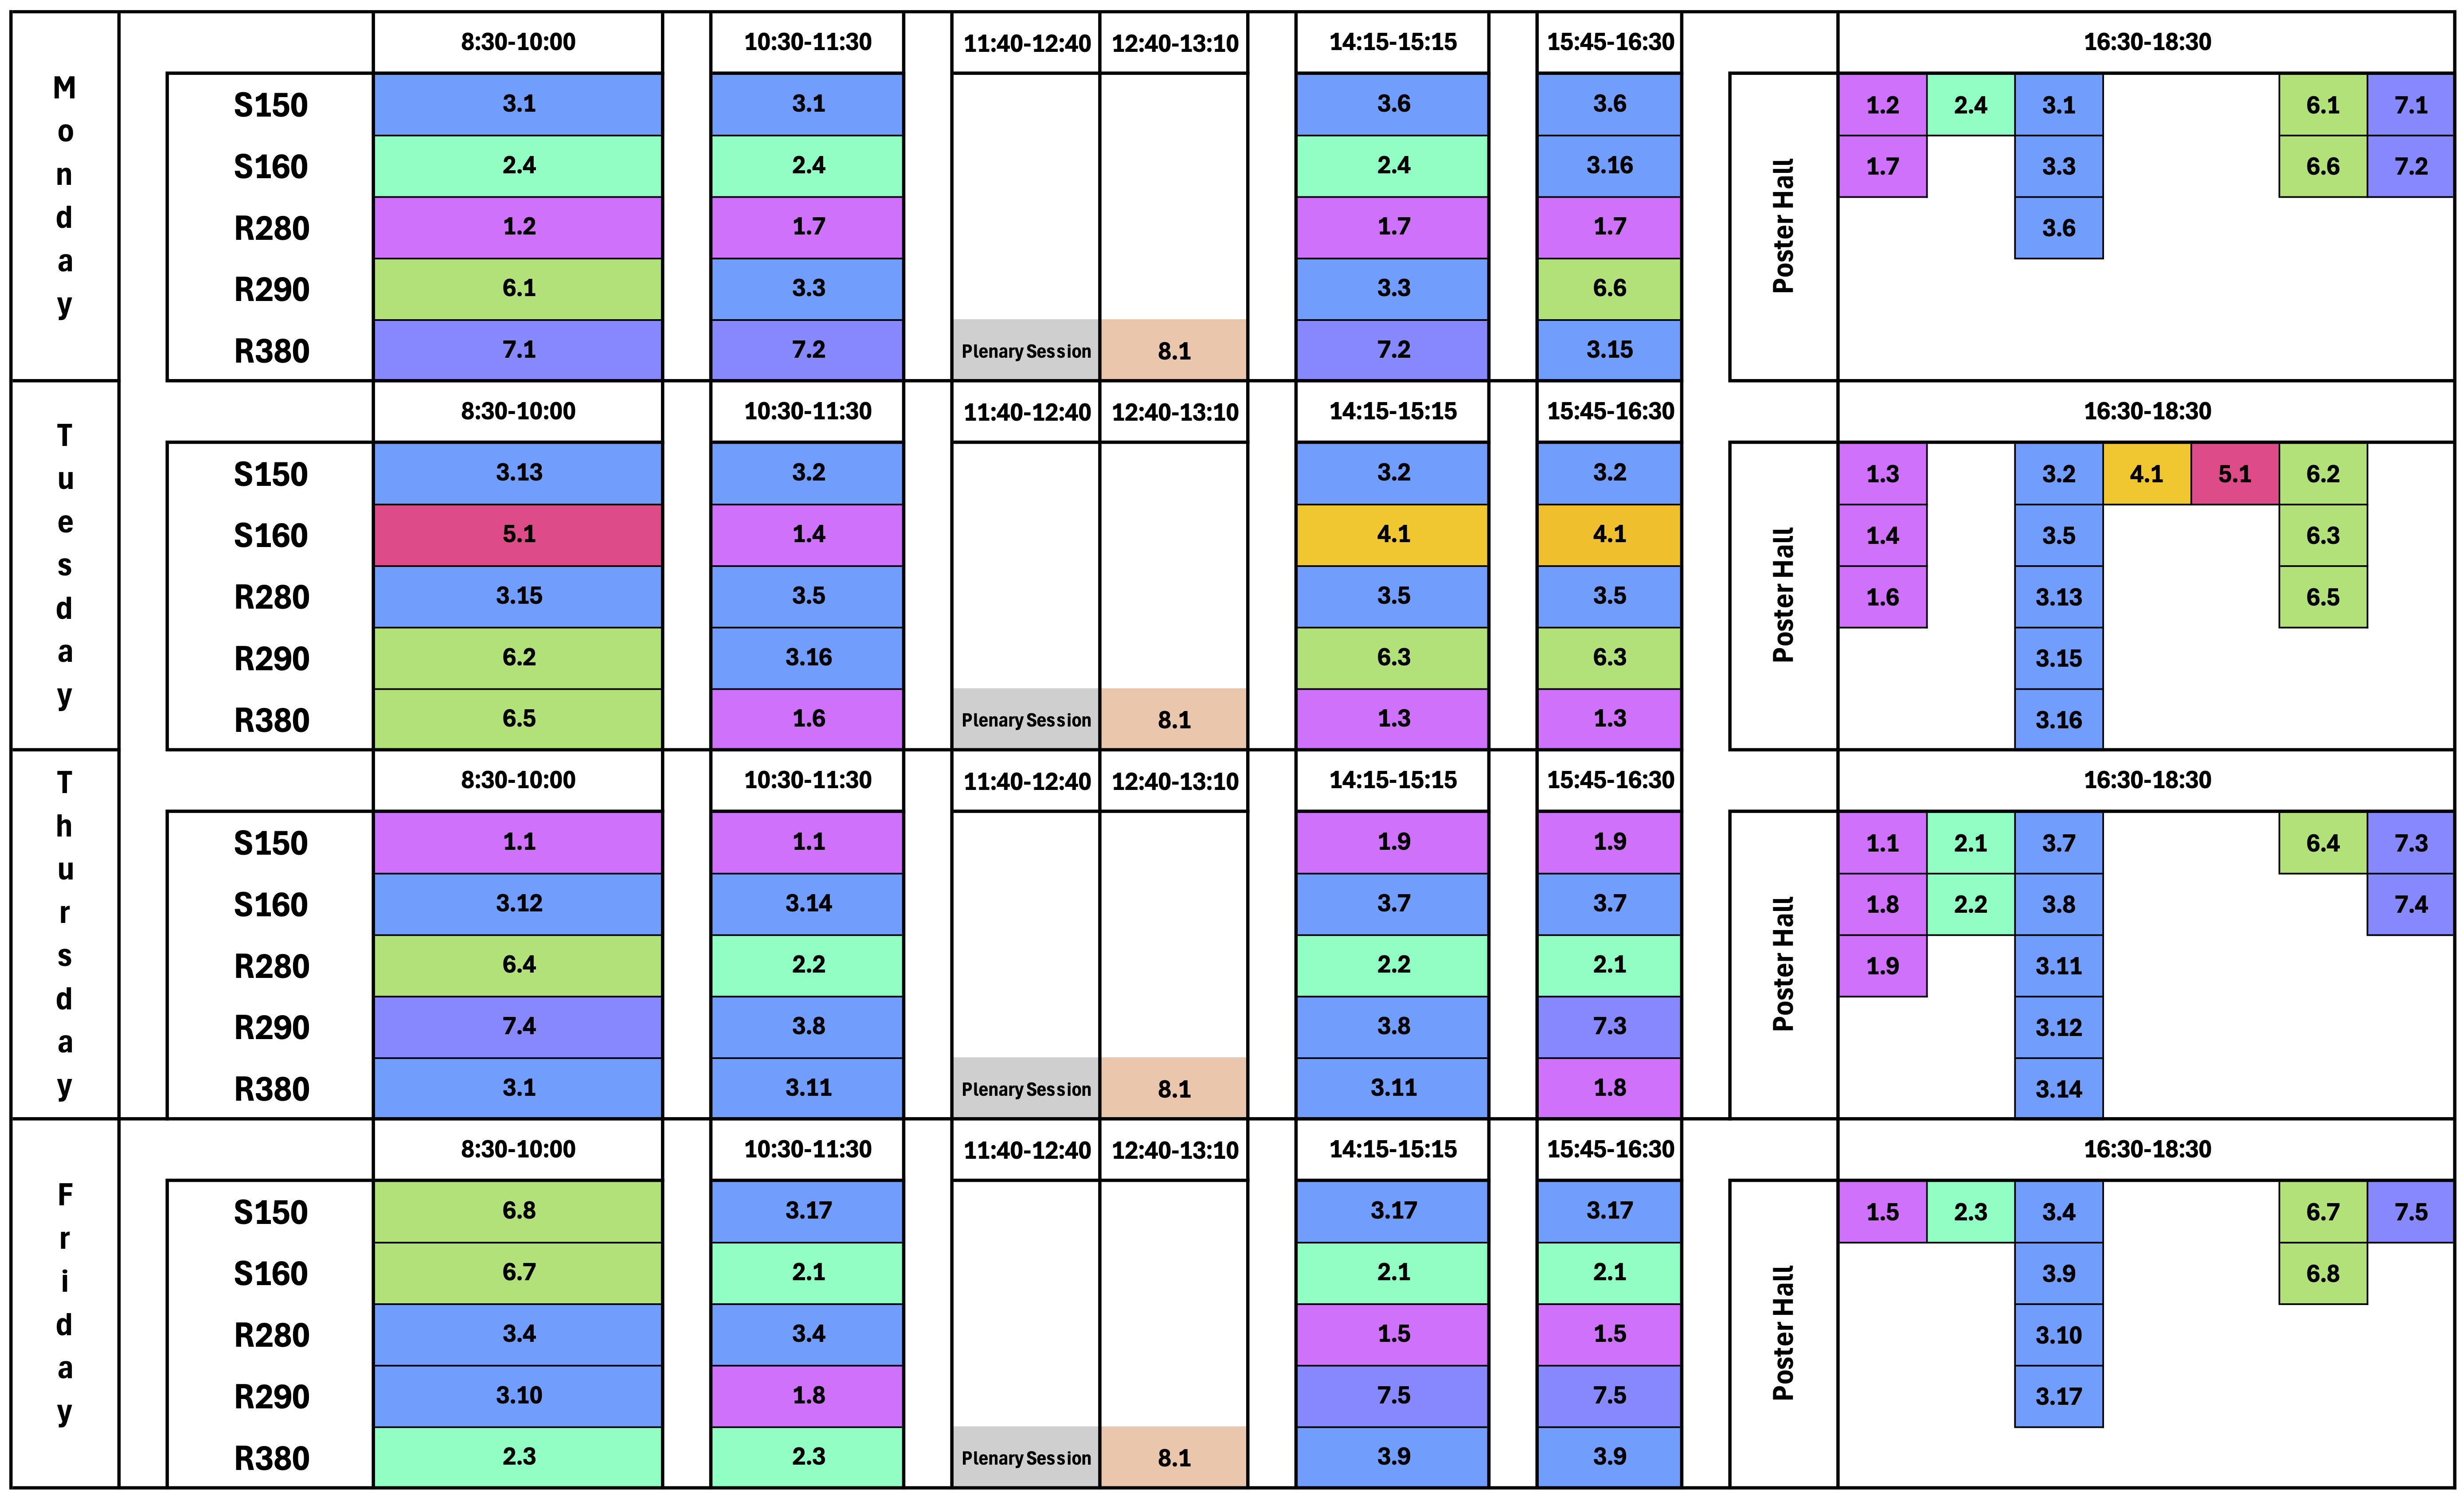 Monday
8:30-10:00 10:30-11:30 11:40-12:40 12:40-13:10 14:15-15:15 15:45-16:30 16:30-18:30
S150 3.1 3.1 3.6 3.6 Poster Hall 1.2 2.4 3.1 6.1 7.1
S160 2.4 2.4 2.4 3.16 1.7 3.3 6.6 7.2
R280 1.2 1.7 1.7 1.7 3.6
R290 6.1 3.3 3.3 6.6
R380 7.1 7.2 Plenary Session 8.1 7.2 3.15
Tuesday
8:30-10:00 10:30-11:30 11:40-12:40 12:40-13:10 14:15-15:15 15:45-16:30 16:30-18:30
S150 3.13 3.2 3.2 3.2 Poster Hall 1.3 3.2 4.1 5.1 6.2
S160 5.1 1.4 4.1 4.1 1.4 3.5 6.3
R280 3.15 3.5 3.5 3.5 1.6 3.13 6.5
R290 6.2 3.16 6.3 6.3 3.15
R380 6.5 1.6 Plenary Session 8.1 1.3 1.3 3.16
Thursday
8:30-10:00 10:30-11:30 11:40-12:40 12:40-13:10 14:15-15:15 15:45-16:30 16:30-18:30
S150 1.1 1.1 1.9 1.9 Poster Hall 1.1 2.1 3.7 6.4 7.3
S160 3.12 3.14 3.7 3.7 1.8 2.2 3.8 7.4
R280 6.4 2.2 2.2 2.1 1.9 3.11
R290 7.4 3.8 3.8 7.3 3.12
R380 3.1 3.11 Plenary Session 8.1 3.11 1.8 3.14
Friday
8:30-10:00 10:30-11:30 11:40-12:40 12:40-13:10 14:15-15:15 15:45-16:30 16:30-18:30
S150 6.8 3.17 3.17 3.17 Poster Hall 1.5 2.3 3.4 6.7 7.5
S160 6.7 2.1 2.1 2.1 3.9 6.8
R280 3.4 3.4 1.5 1.5 3.10
R290 3.10 1.8 7.5 7.5 3.17
R380 2.3 2.3 Plenary Session 8.1 3.9 3.9